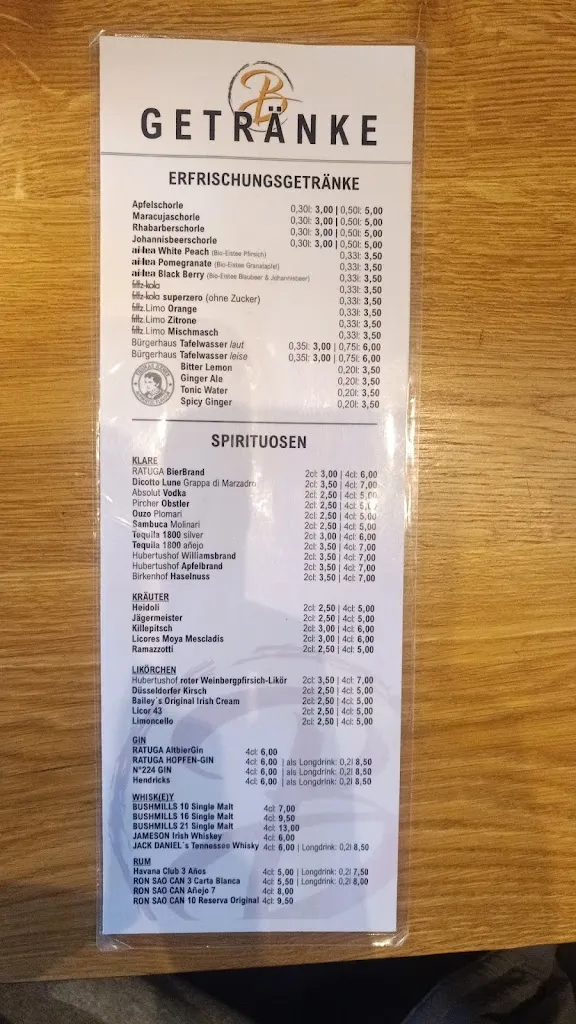 B
GETRÄNKE
ERFRISCHUNGSGETRÄNKE
Apfelschorle 0,30l: 3,00 | 0,50l: 5,00
Maracujaschorle 0,30l: 3,00 | 0,50l: 5,00
Rhabarberschorle 0,30l: 3,00 | 0,50l: 5,00
Johannisbeerschorle 0,30l: 3,00 | 0,50l: 5,00
ai·tea White Peach (Bio-Eistee Pfirsich) 0,33l: 3,50
ai·tea Pomegranate (Bio-Eistee Granatapfel) 0,33l: 3,50
ai·tea Black Berry (Bio-Eistee Blaubeer & Johannisbeer) 0,33l: 3,50
fritz-kola 0,33l: 3,50
fritz-kola superzero (ohne Zucker) 0,33l: 3,50
fritz.Limo Orange 0,33l: 3,50
fritz.Limo Zitrone 0,33l: 3,50
fritz.Limo Mischmasch 0,33l: 3,50
Bürgerhaus Tafelwasser laut 0,35l: 3,00 | 0,75l: 6,00
Bürgerhaus Tafelwasser leise 0,35l: 3,00 | 0,75l: 6,00
Bitter Lemon 0,20l: 3,50
Ginger Ale 0,20l: 3,50
Tonic Water 0,20l: 3,50
Spicy Ginger 0,20l: 3,50
SPIRITUOSEN
KLARE
RATUGA BierBrand 2cl: 3,00 | 4cl: 6,00
Dicotto Lune Grappa di Marzadro 2cl: 3,50 | 4cl: 7,00
Absolut Vodka 2cl: 2,50 | 4cl: 5,00
Pircher Obstler 2cl: 2,50 | 4cl: 5,00
Ouzo Plomari 2cl: 2,50 | 4cl: 5,00
Sambuca Molinari 2cl: 2,50 | 4cl: 5,00
Tequila 1800 silver 2cl: 3,00 | 4cl: 6,00
Tequila 1800 añejo 2cl: 3,50 | 4cl: 7,00
Hubertushof Williamsbrand 2cl: 3,50 | 4cl: 7,00
Hubertushof Apfelbrand 2cl: 3,50 | 4cl: 7,00
Birkenhof Haselnuss 2cl: 3,50 | 4cl: 7,00
KRÄUTER
Heidoli 2cl: 2,50 | 4cl: 5,00
Jägermeister 2cl: 2,50 | 4cl: 5,00
Killepitsch 2cl: 3,00 | 4cl: 6,00
Licores Moya Mescladis 2cl: 3,00 | 4cl: 6,00
Ramazzotti 2cl: 2,50 | 4cl: 5,00
LIKÖRCHEN
Hubertushof roter Weinbergpfirsich-Likör 2cl: 3,50 | 4cl: 7,00
Düsseldorfer Kirsch 2cl: 2,50 | 4cl: 5,00
Bailey´s Original Irish Cream 2cl: 2,50 | 4cl: 5,00
Licor 43 2cl: 2,50 | 4cl: 5,00
Limoncello 2cl: 2,50 | 4cl: 5,00
GIN
RATUGA AltbierGin 4cl: 6,00
RATUGA HOPFEN-GIN 4cl: 6,00 | als Longdrink: 0,2l 8,50
N°224 GIN 4cl: 6,00 | als Longdrink: 0,2l 8,50
Hendricks 4cl: 6,00 | als Longdrink: 0,2l 8,50
WHISK(E)Y
BUSHMILLS 10 Single Malt 4cl: 7,00
BUSHMILLS 16 Single Malt 4cl: 9,50
BUSHMILLS 21 Single Malt 4cl: 13,00
JAMESON Irish Whiskey 4cl: 6,00
JACK DANIEL´s Tennessee Whisky 4cl: 6,00 | Longdrink: 0,2l 8,50
RUM
Havana Club 3 Años 4cl: 5,00 | Longdrink: 0,2l 7,50
RON SAO CAN 3 Carta Blanca 4cl: 5,50 | Longdrink: 0,2l 8,00
RON SAO CAN Añejo 7 4cl: 8,00
RON SAO CAN 10 Reserva Original 4cl: 9,50